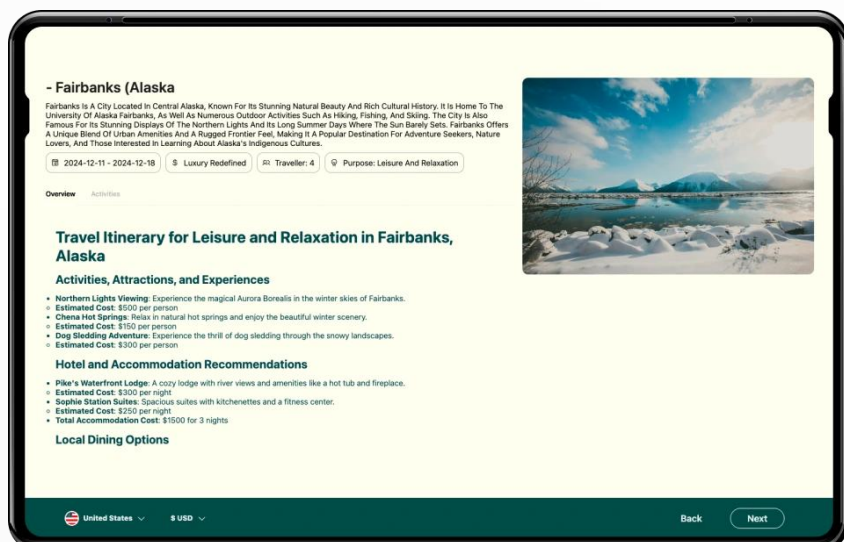 - Fairbanks (Alaska
Fairbanks Is A City Located In Central Alaska, Known For Its Stunning Natural Beauty And Rich Cultural History. It Is Home To The
University Of Alaska Fairbanks, As Well As Numerous Outdoor Activities Such As Hiking, Fishing, And Skiing. The City Is Also
Famous For Its Stunning Displays Of The Northern Lights And Its Long Summer Days Where The Sun Barely Sets. Fairbanks Offers
A Unique Blend Of Urban Amenities And A Rugged Frontier Feel, Making It A Popular Destination For Adventure Seekers, Nature
Lovers, And Those Interested In Learning About Alaska's Indigenous Cultures.
2024-12-11 - 2024-12-18 $ Luxury Redefined Traveller: 4 Purpose: Leisure And Relaxation
Overview Activities
Travel Itinerary for Leisure and Relaxation in Fairbanks,
Alaska
Activities, Attractions, and Experiences
• Northern Lights Viewing: Experience the magical Aurora Borealis in the winter skies of Fairbanks.
○ Estimated Cost: $500 per person
• Chena Hot Springs: Relax in natural hot springs and enjoy the beautiful winter scenery.
○ Estimated Cost: $150 per person
• Dog Sledding Adventure: Experience the thrill of dog sledding through the snowy landscapes.
○ Estimated Cost: $300 per person
Hotel and Accommodation Recommendations
• Pike's Waterfront Lodge: A cozy lodge with river views and amenities like a hot tub and fireplace.
○ Estimated Cost: $300 per night
• Sophie Station Suites: Spacious suites with kitchenettes and a fitness center.
○ Estimated Cost: $250 per night
• Total Accommodation Cost: $1500 for 3 nights
Local Dining Options
United States $ USD Back Next